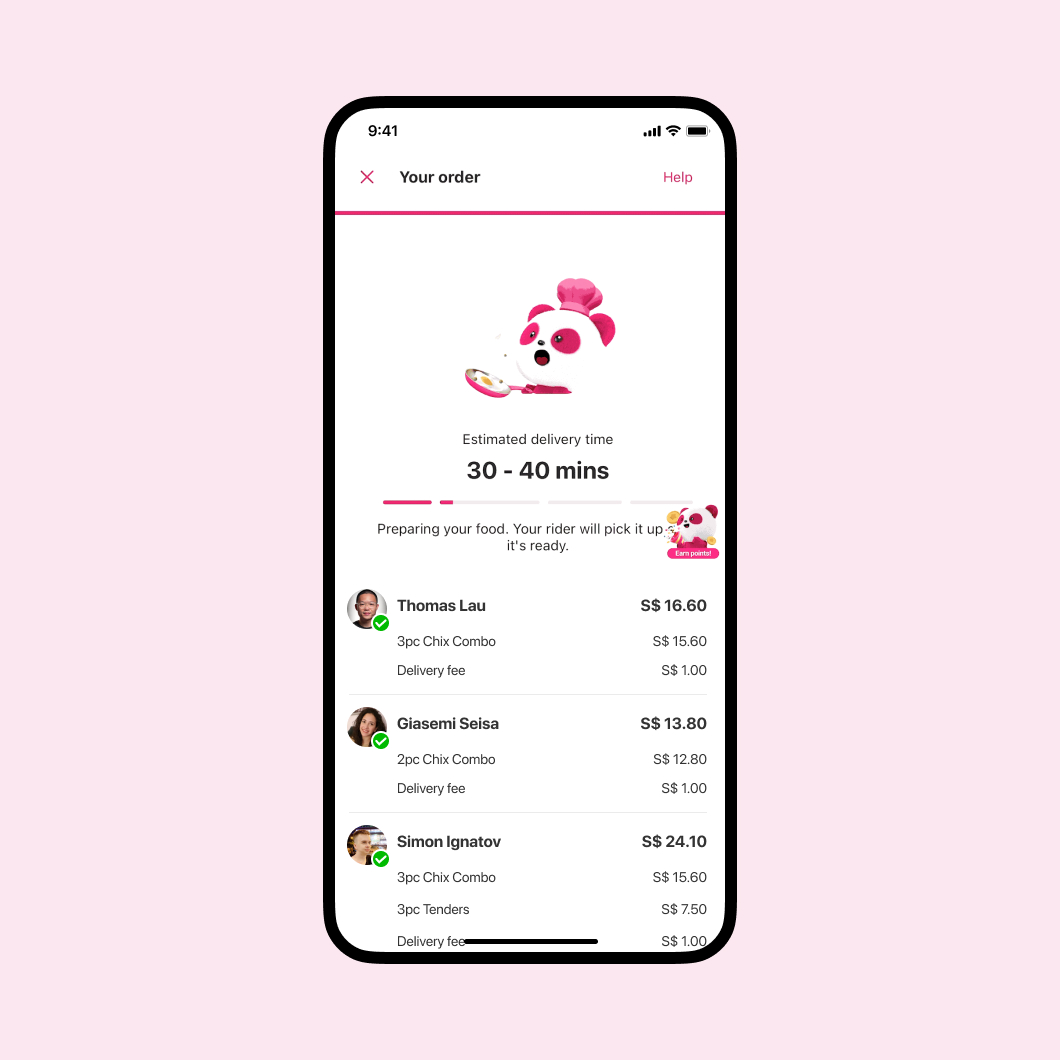 9:41
Your order
Help
Estimated delivery time
30 - 40 mins
Preparing your food. Your rider will pick it up
it's ready.
Earn points!
Thomas Lau S$ 16.60
3pc Chix Combo S$ 15.60
Delivery fee S$ 1.00
Giasemi Seisa S$ 13.80
2pc Chix Combo S$ 12.80
Delivery fee S$ 1.00
Simon Ignatov S$ 24.10
3pc Chix Combo S$ 15.60
3pc Tenders S$ 7.50
Delivery fee S$ 1.00